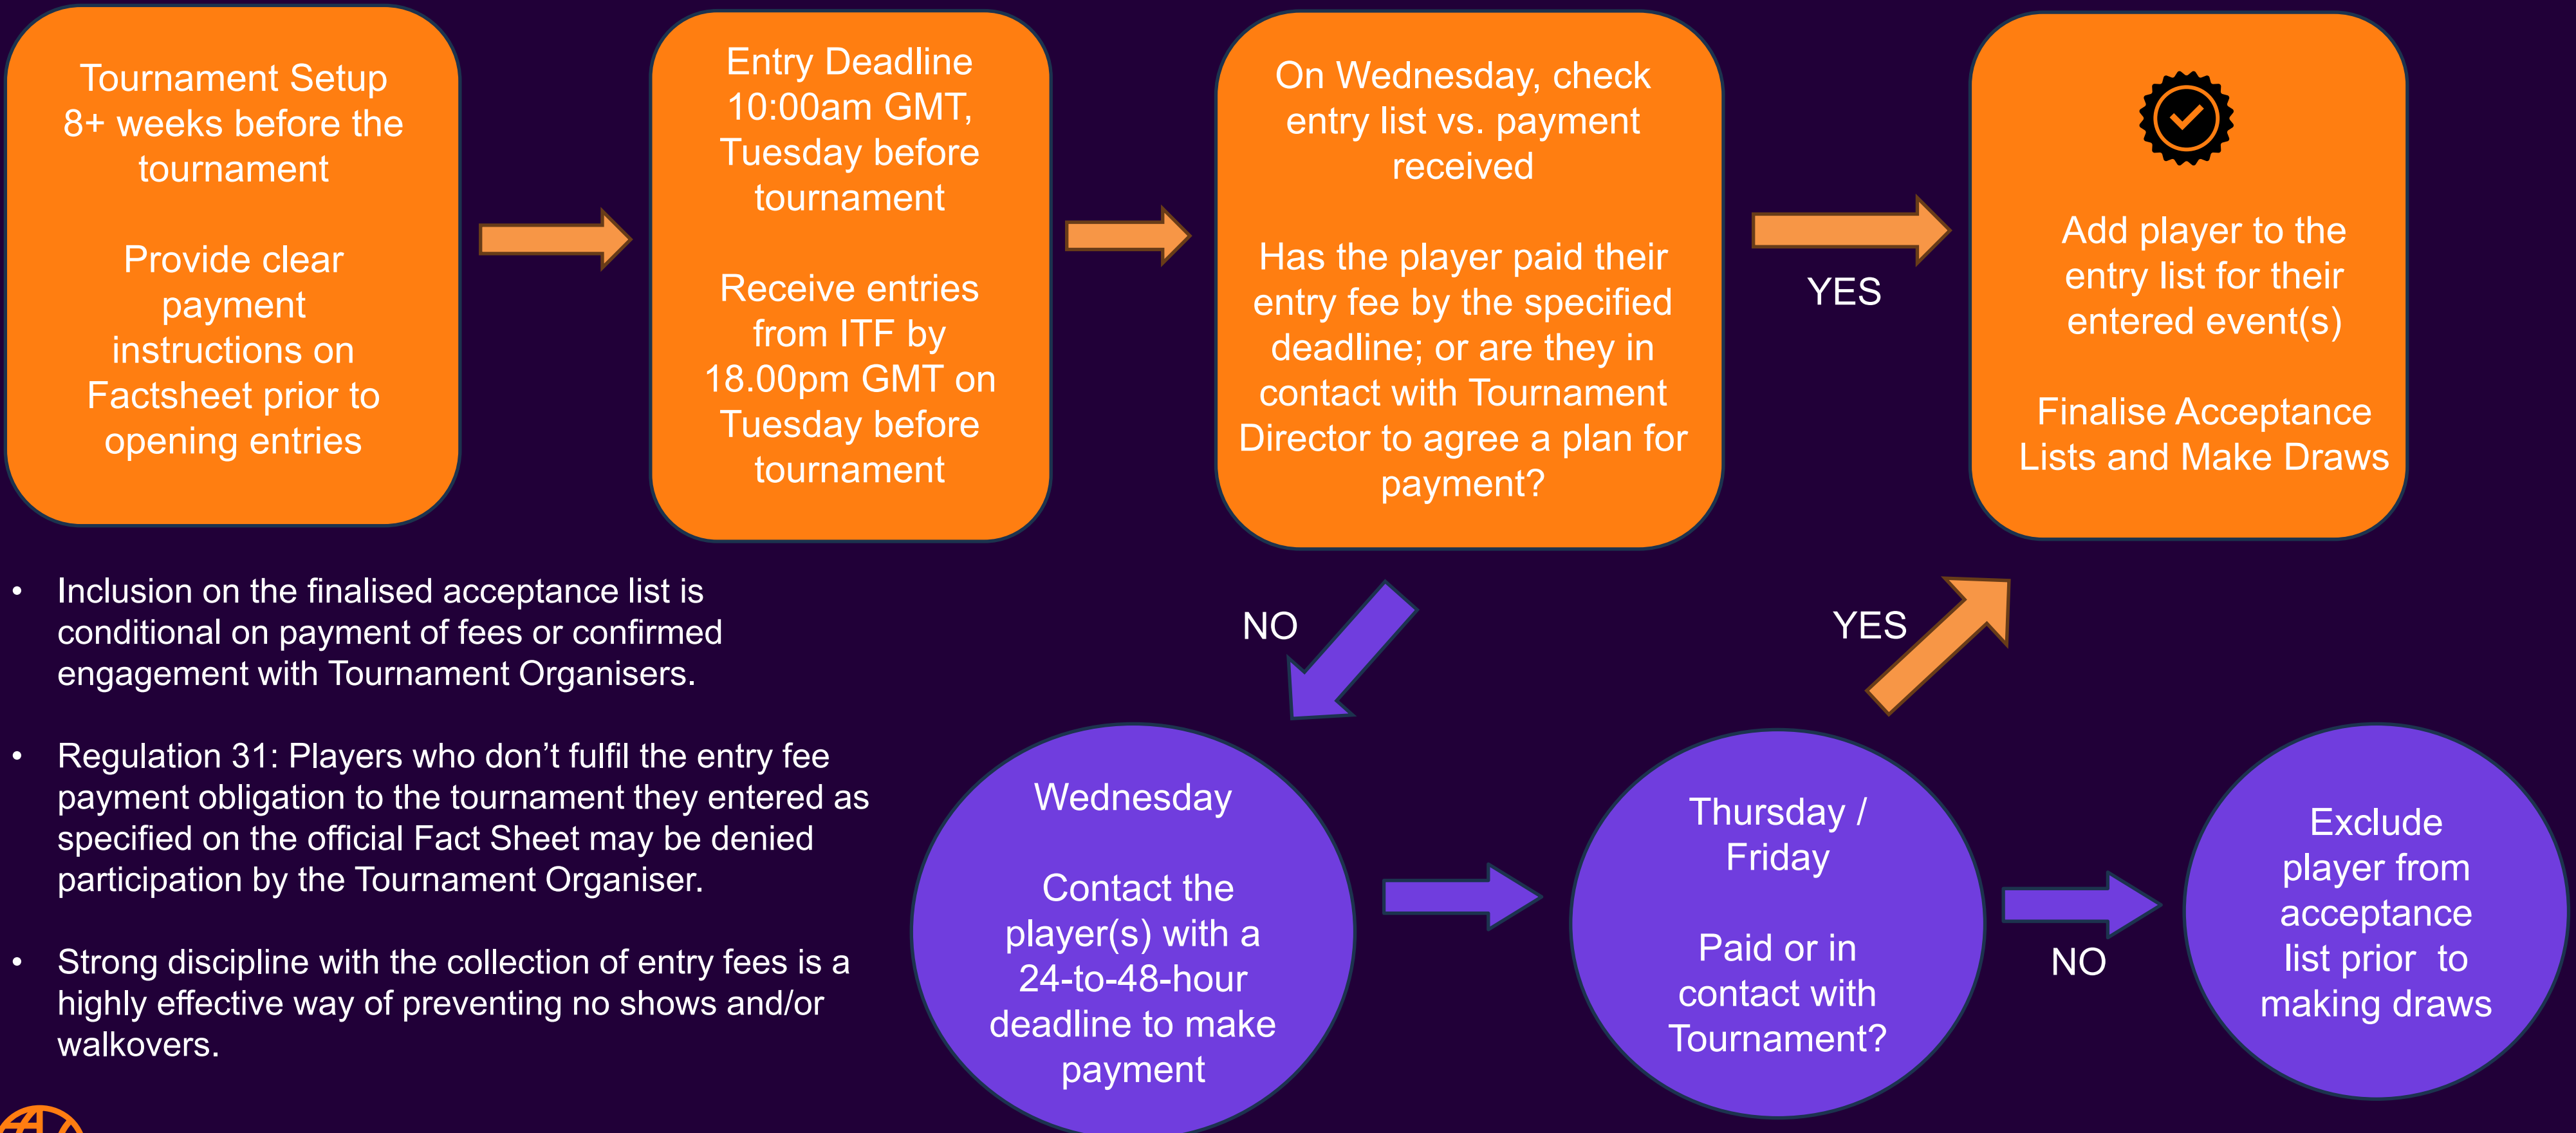 Tournament Setup
8+ weeks before the
tournament
Provide clear
payment
instructions on
Factsheet prior to
opening entries
Entry Deadline
10:00am GMT,
Tuesday before
tournament
Receive entries
from ITF by
18.00pm GMT on
Tuesday before
tournament
On Wednesday, check
entry list vs. payment
received
Has the player paid their
entry fee by the specified
deadline; or are they in
contact with Tournament
Director to agree a plan for
payment?
YES
Add player to the
entry list for their
entered event(s)
Finalise Acceptance
Lists and Make Draws
• Inclusion on the finalised acceptance list is
conditional on payment of fees or confirmed
engagement with Tournament Organisers.
• Regulation 31: Players who don’t fulfil the entry fee
payment obligation to the tournament they entered as
specified on the official Fact Sheet may be denied
participation by the Tournament Organiser.
• Strong discipline with the collection of entry fees is a
highly effective way of preventing no shows and/or
walkovers.
NO
Wednesday
Contact the
player(s) with a
24-to-48-hour
deadline to make
payment
YES
Thursday /
Friday
Paid or in
contact with
Tournament?
NO
Exclude
player from
acceptance
list prior  to
making draws